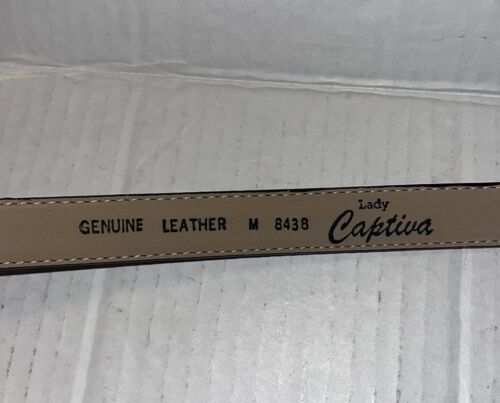 GENUINE LEATHER M 8438 Lady
Captiva